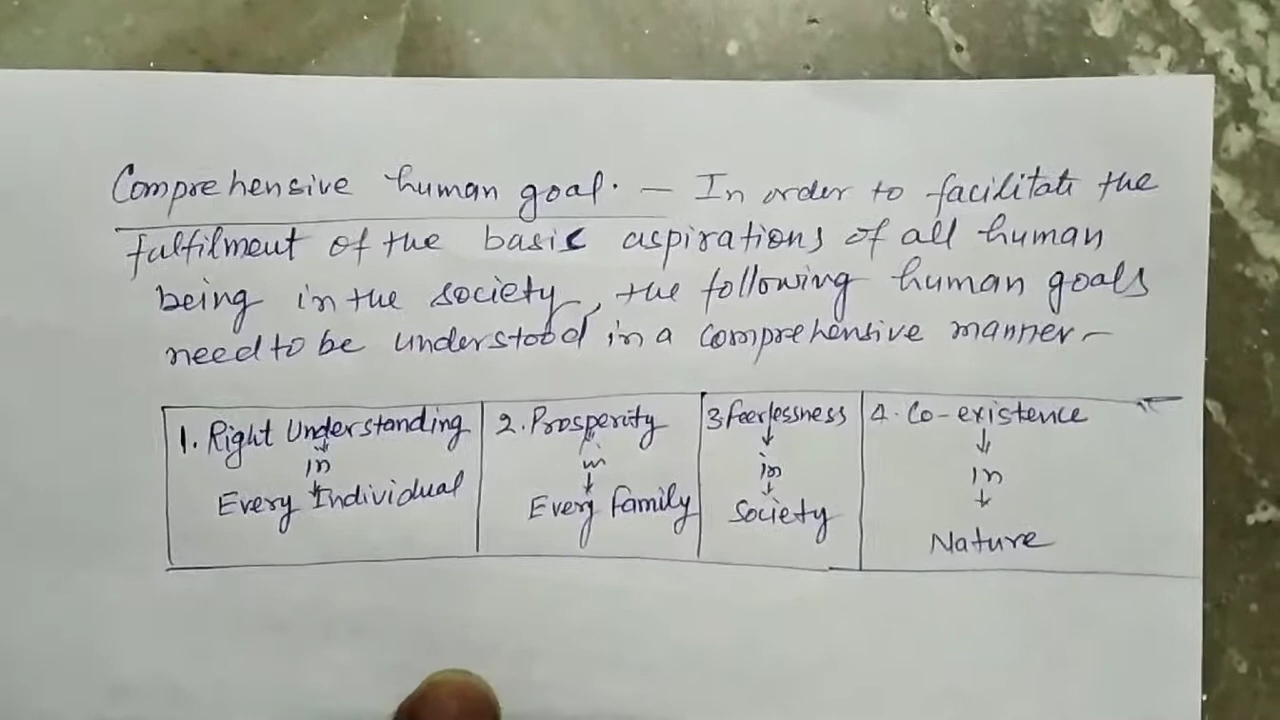 Comprehensive human goal. - In order to facilitate the
fulfilment of the basic aspirations of all human
being in the society, the following human goals
need to be understood in a comprehensive manner -
1. Right Understanding
↓
in
↓
Every Individual
2. Prosperity
↓
in
↓
Every family
3. fearlessness
↓
in
↓
Society
4. Co-existence
↓
in
↓
Nature